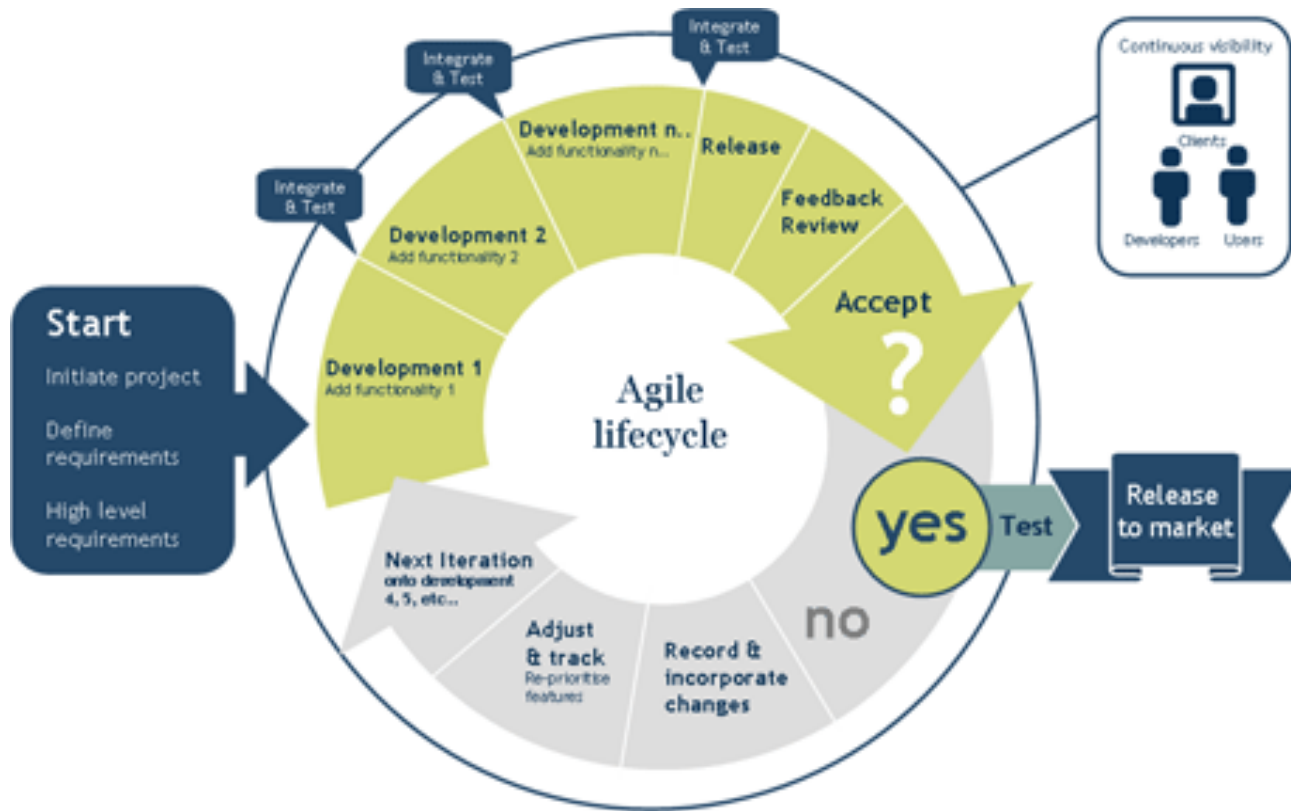 Start
Initiate project
Define
requirements
High level
requirements
Integrate
& Test
Integrate
& Test
Integrate
& Test
Development 1
Add functionality 1
Development 2
Add functionality 2
Development n..
Add functionality n...
Release
Feedback
Review
Accept
?
Agile
lifecycle
yes
Test
Release
to market
no
Record &
incorporate
changes
Adjust
& track
Re-prioritise
features
Next Iteration
onto development
4, 5, etc...
Continuous visibility
Clients
Developers
Users